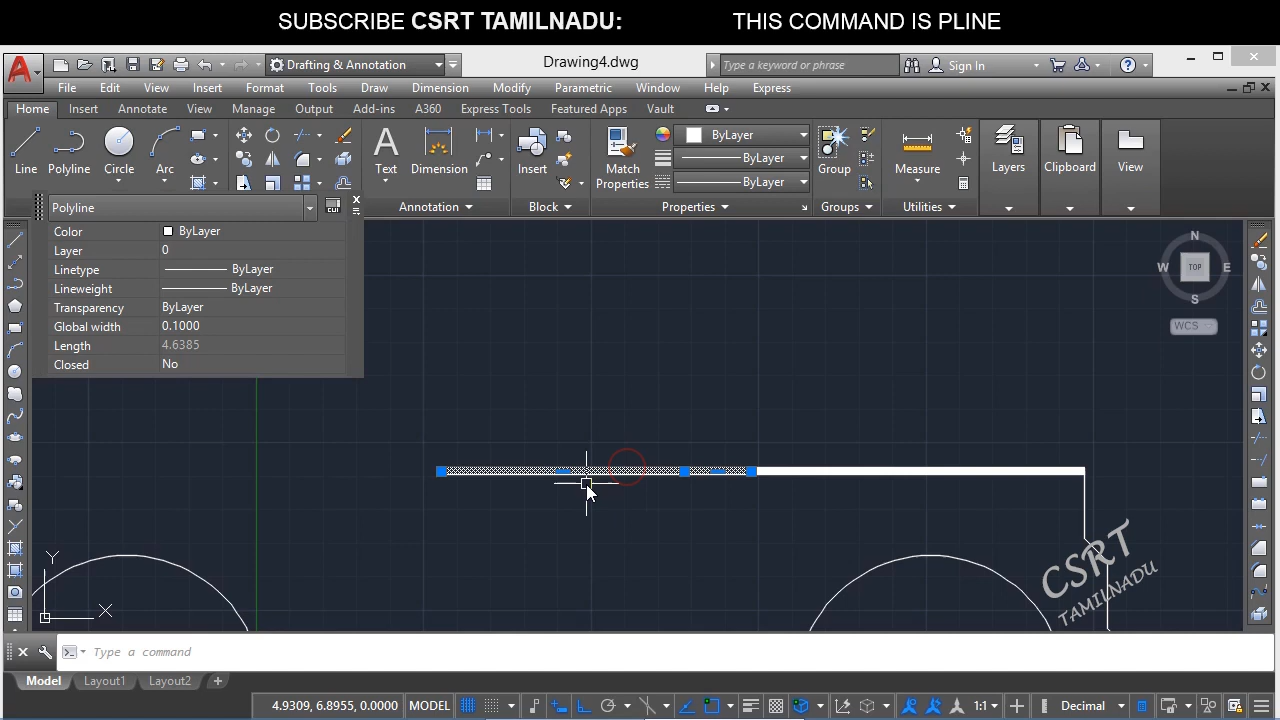 SUBSCRIBE CSRT TAMILNADU: THIS COMMAND IS PLINE
Drafting & Annotation
Drawing4.dwg
Type a keyword or phrase
Sign In
File Edit View Insert Format Tools Draw Dimension Modify Parametric Window Help Express
Home Insert Annotate View Manage Output Add-ins A360 Express Tools Featured Apps Vault
Line Polyline Circle Arc
Text Dimension
Insert
Match Properties
ByLayer
ByLayer
ByLayer
Group
Measure
Layers
Clipboard
View
Annotation Block Properties Groups Utilities
Polyline
Color ByLayer
Layer 0
Linetype ByLayer
Lineweight ByLayer
Transparency ByLayer
Global width 0.1000
Length 4.6385
Closed No
N
W TOP E
S
WCS
CSRT
TAMILNADU
Y
X
Type a command
Model Layout1 Layout2 +
4.9309, 6.8955, 0.0000 MODEL 1:1 Decimal